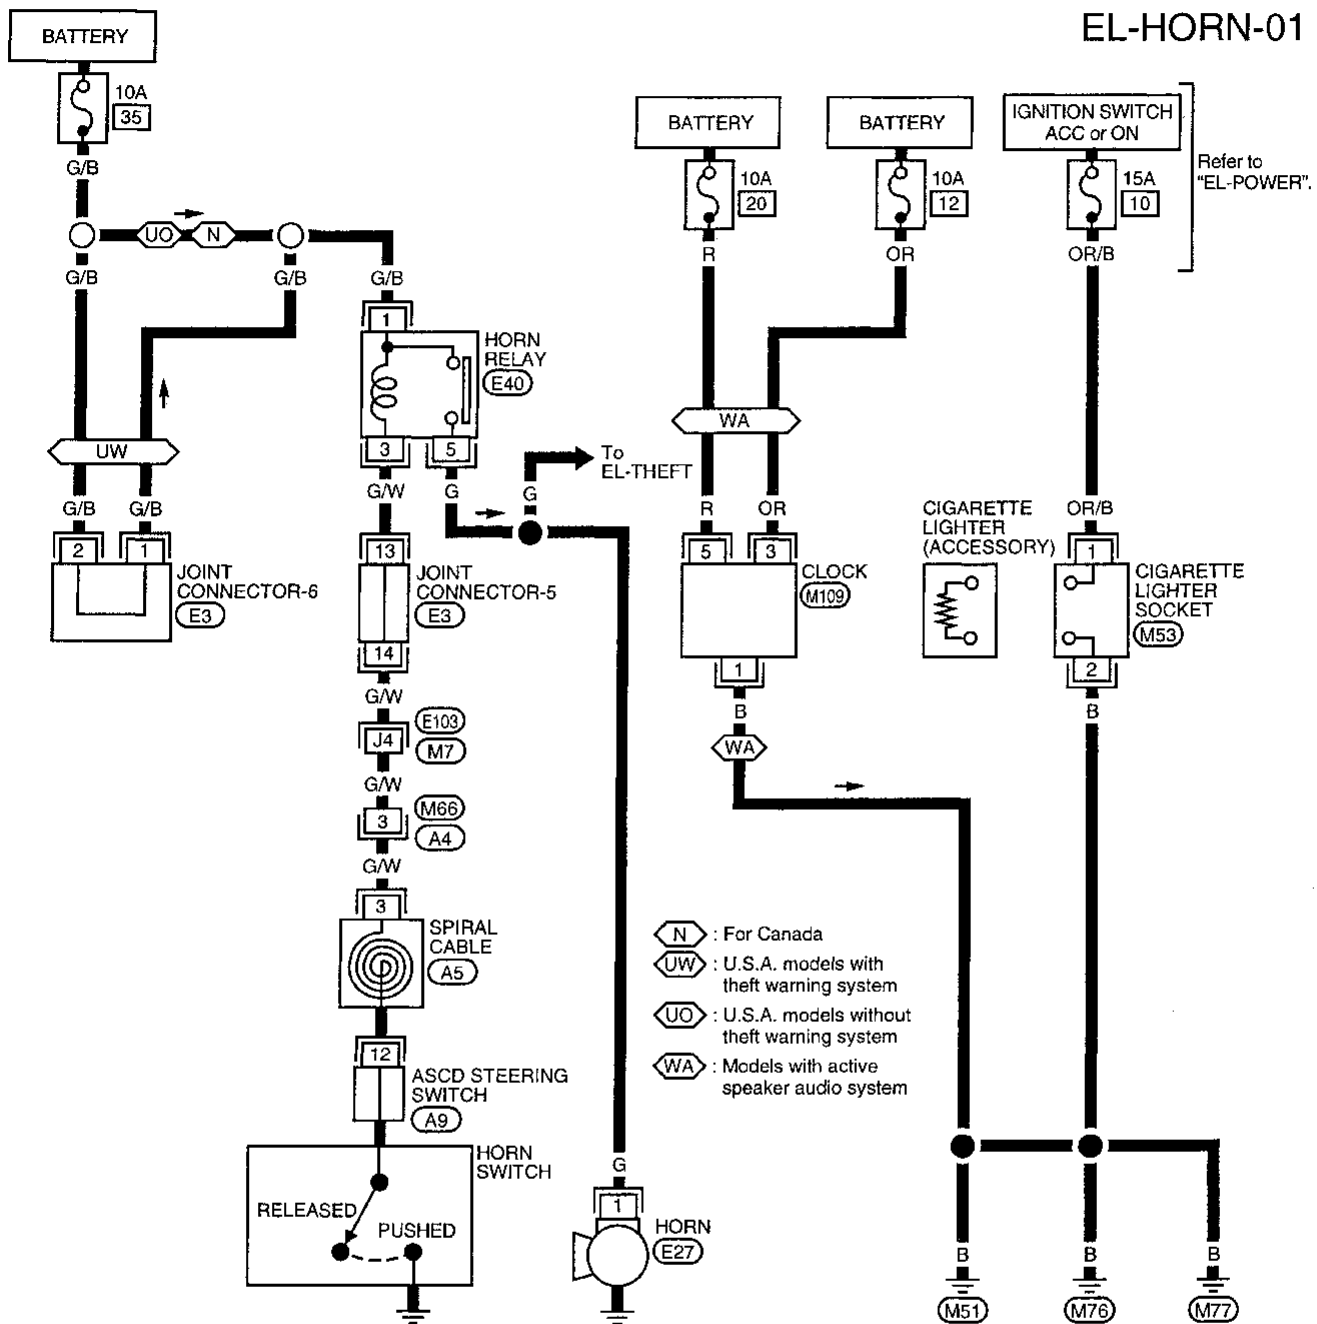 EL-HORN-01
BATTERY
10A
35
G/B
UO
N
G/B
G/B
G/B
1
HORN
RELAY
E40
3
5
UW
G/W
G
G
To
EL-THEFT
G/B
G/B
2
1
JOINT
CONNECTOR-6
E3
13
JOINT
CONNECTOR-5
E3
14
G/W
J4
E103
M7
G/W
3
M66
A4
G/W
3
SPIRAL
CABLE
A5
12
ASCD STEERING
SWITCH
A9
HORN
SWITCH
RELEASED
PUSHED
G
1
HORN
E27
BATTERY
10A
20
R
BATTERY
10A
12
OR
IGNITION SWITCH
ACC or ON
15A
10
OR/B
Refer to
"EL-POWER".
WA
R
OR
5
3
CLOCK
M109
1
B
WA
CIGARETTE
LIGHTER
(ACCESSORY)
OR/B
1
CIGARETTE
LIGHTER
SOCKET
M53
2
B
N : For Canada
UW : U.S.A. models with
theft warning system
UO : U.S.A. models without
theft warning system
WA : Models with active
speaker audio system
B
B
B
M51
M76
M77